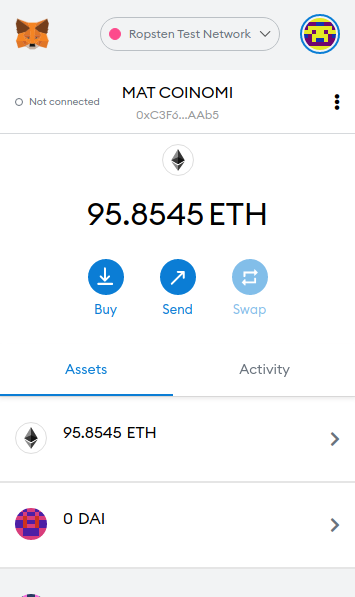 Ropsten Test Network
Not connected
MAT COINOMI
0xC3F6...AAb5
95.8545 ETH
Buy
Send
Swap
Assets
Activity
95.8545 ETH
0 DAI